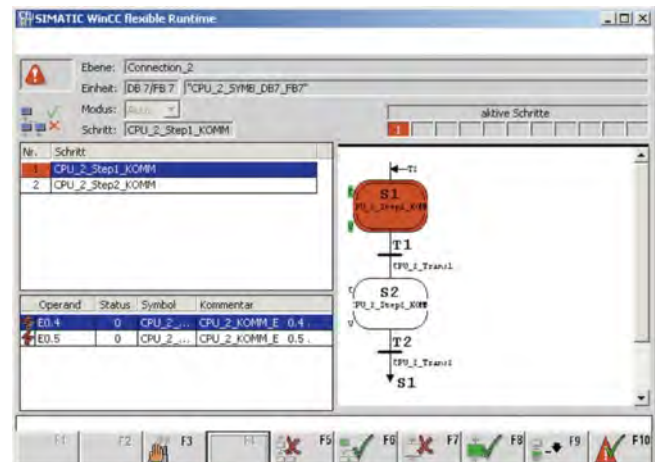 SIMATIC WinCC flexible Runtime
Ebene: Connection_2
Einheit: DB 7/FB 7 "CPU_2_SYMB_DB7_FB7"
Modus: Auto
aktive Schritte
Schritt: CPU_2_Step1_KOMM
1
Nr. Schritt
1 CPU_2_Step1_KOMM
2 CPU_2_Step2_KOMM
T2
S1
T1
CPU_2_Trans1
S2
T2
S1
Operand Status Symbol Kommentar
E0.4 0 CPU_2_... CPU_2_KOMM_E 0.4.
E0.5 0 CPU_2_... CPU_2_KOMM_E 0.5.
F1 F2 F3 F4 F5 F6 F7 F8 F9 F10